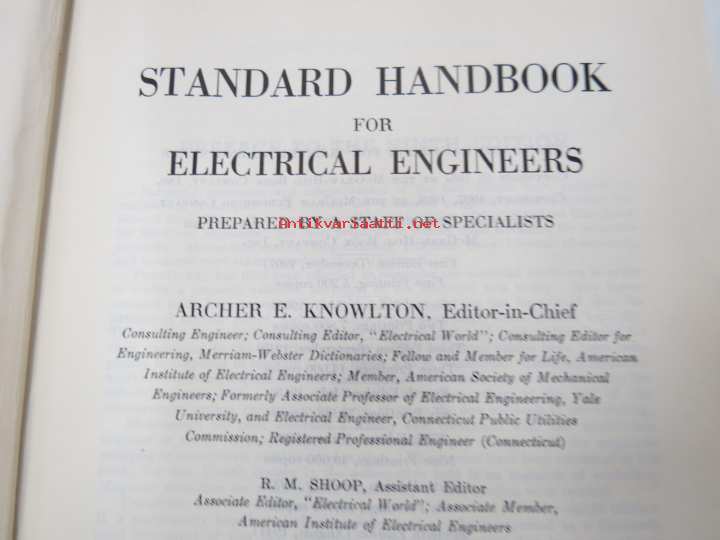 STANDARD HANDBOOK
FOR
ELECTRICAL ENGINEERS
PREPARED BY A STAFF OF SPECIALISTS
Antikvariaatti.net
ARCHER E. KNOWLTON, Editor-in-Chief
Consulting Engineer; Consulting Editor, "Electrical World"; Consulting Editor for
Engineering, Merriam-Webster Dictionaries; Fellow and Member for Life, American
Institute of Electrical Engineers; Member, American Society of Mechanical
Engineers; Formerly Associate Professor of Electrical Engineering, Yale
University, and Electrical Engineer, Connecticut Public Utilities
Commission; Registered Professional Engineer (Connecticut)
R. M. SHOOP, Assistant Editor
Associate Editor, "Electrical World"; Associate Member,
American Institute of Electrical Engineers